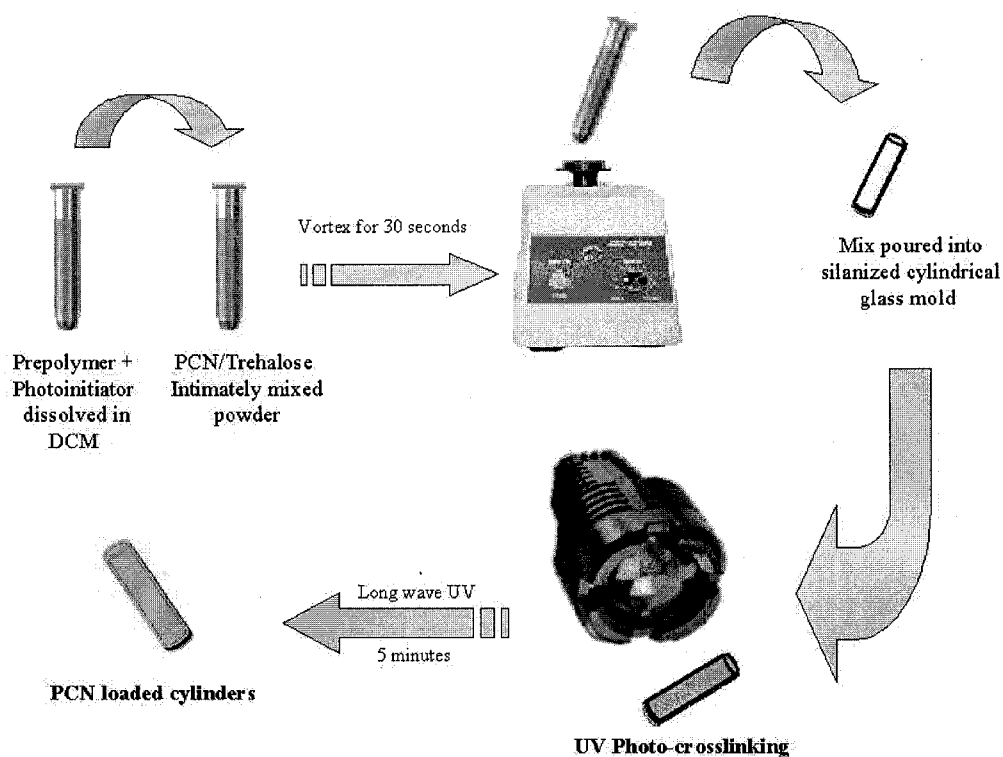 Prepolymer +
Photoinitiator
dissolved in
DCM
PCN/Trehalose
Intimately mixed
powder
Vortex for 30 seconds
Mix poured into
silanized cylindrical
glass mold
UV Photo-crosslinking
Long wave UV
5 minutes
PCN loaded cylinders